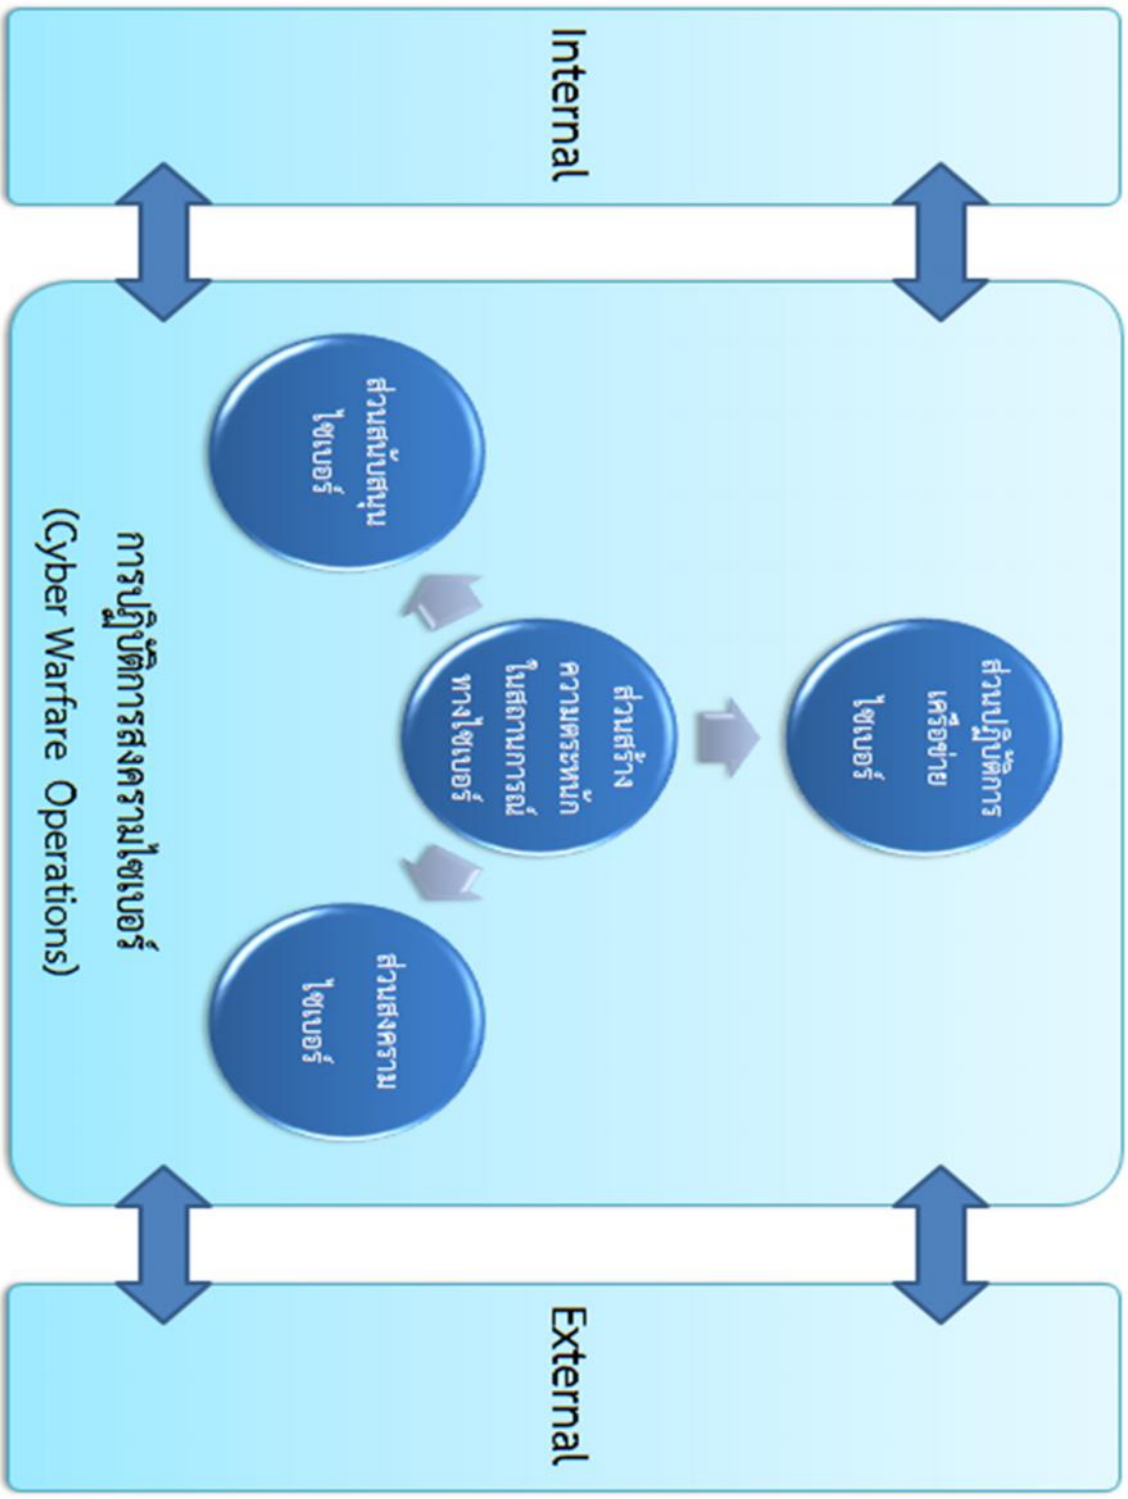 Internal
ส่วนปฏิบัติการ
เครือข่าย
ไซเบอร์
ส่วนสร้าง
ความตระหนัก
ในสถานการณ์
ทางไซเบอร์
ส่วนสนับสนุน
ไซเบอร์
ส่วนสงคราม
ไซเบอร์
การปฏิบัติการสงครามไซเบอร์
(Cyber Warfare Operations)
External